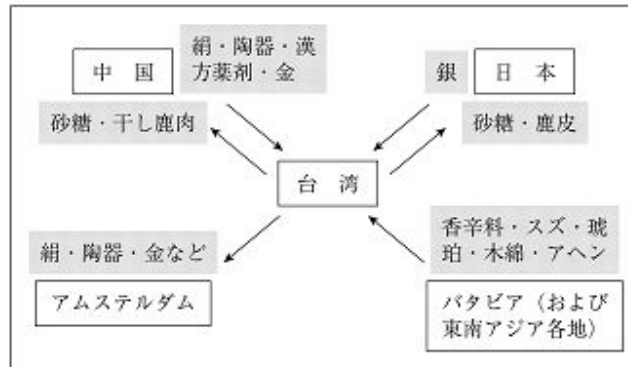 中 国
絹・陶器・漢
方薬剤・金
銀
日 本
砂糖・干し鹿肉
砂糖・鹿皮
台 湾
絹・陶器・金など
アムステルダム
香辛料・スズ・琥
珀・木綿・アヘン
バタビア（および
東南アジア各地）